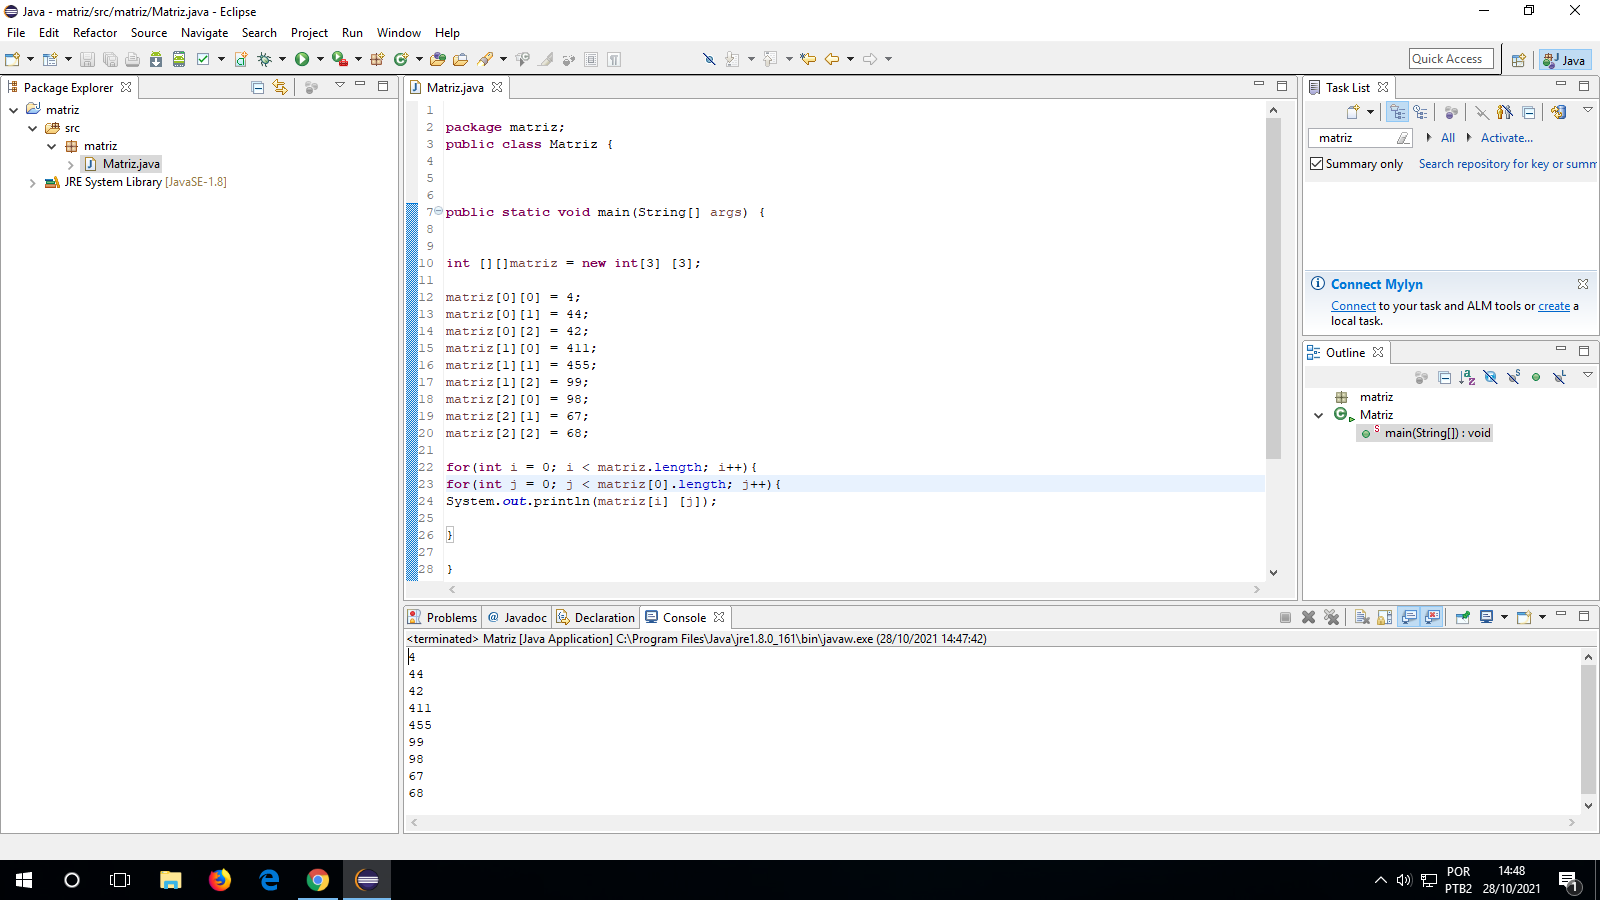 Java - matriz/src/matriz/Matriz.java - Eclipse
File Edit Refactor Source Navigate Search Project Run Window Help
Quick Access
Java
Package Explorer
matriz
src
matriz
Matriz.java
JRE System Library [JavaSE-1.8]
Matriz.java
1
2 package matriz;
3 public class Matriz {
4
5
6
7 public static void main(String[] args) {
8
9
10 int [][]matriz = new int[3] [3];
11
12 matriz[0][0] = 4;
13 matriz[0][1] = 44;
14 matriz[0][2] = 42;
15 matriz[1][0] = 411;
16 matriz[1][1] = 455;
17 matriz[1][2] = 99;
18 matriz[2][0] = 98;
19 matriz[2][1] = 67;
20 matriz[2][2] = 68;
21
22 for(int i = 0; i < matriz.length; i++){
23 for(int j = 0; j < matriz[0].length; j++){
24 System.out.println(matriz[i] [j]);
25
26 }
27
28 }
Task List
matriz
All
Activate...
Summary only
Search repository for key or summ
Connect Mylyn
Connect to your task and ALM tools or create a
local task.
Outline
matriz
Matriz
main(String[]) : void
Problems
Javadoc
Declaration
Console
<terminated> Matriz [Java Application] C:\Program Files\Java\jre1.8.0_161\bin\javaw.exe (28/10/2021 14:47:42)
4
44
42
411
455
99
98
67
68
POR
PTB2
14:48
28/10/2021
1